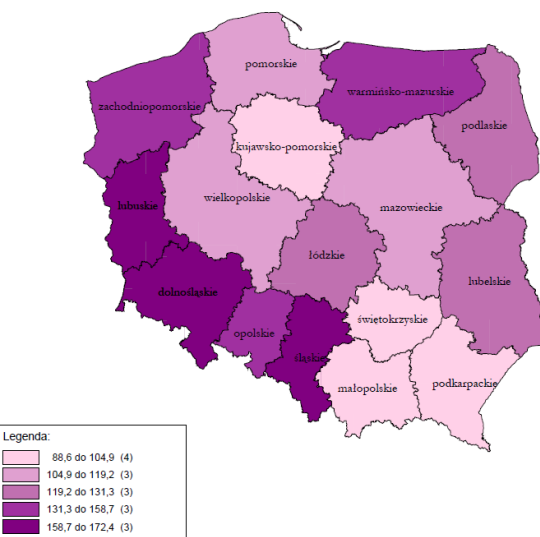 pomorskie
warmińsko-mazurskie
zachodniopomorskie
podlaskie
kujawsko-pomorskie
wielkopolskie
lubuskie
mazowieckie
łódzkie
lubelskie
dolnośląskie
świętokrzyskie
opolskie
śląskie
małopolskie
podkarpackie
Legenda:
88,6 do 104,9 (4)
104,9 do 119,2 (3)
119,2 do 131,3 (3)
131,3 do 158,7 (3)
158,7 do 172,4 (3)